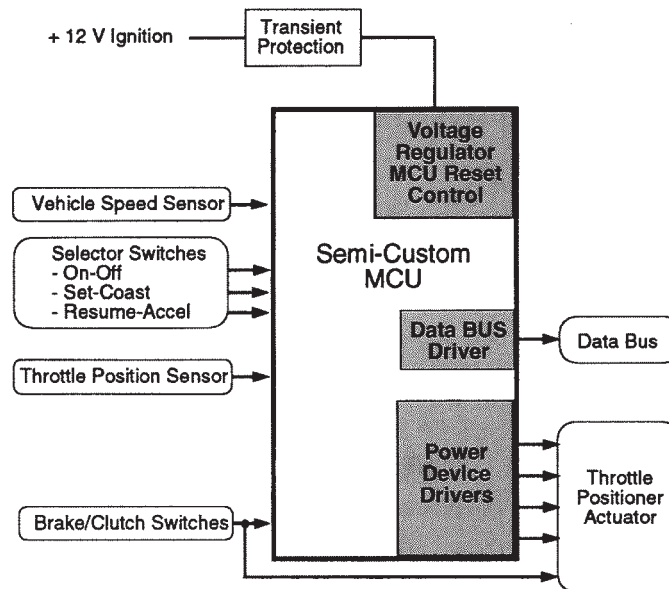 + 12 V Ignition
Transient
Protection
Voltage
Regulator
MCU Reset
Control
Vehicle Speed Sensor
Semi-Custom
MCU
Selector Switches
- On-Off
- Set-Coast
- Resume-Accel
Data BUS
Driver
Data Bus
Throttle Position Sensor
Power
Device
Drivers
Throttle
Positioner
Actuator
Brake/Clutch Switches